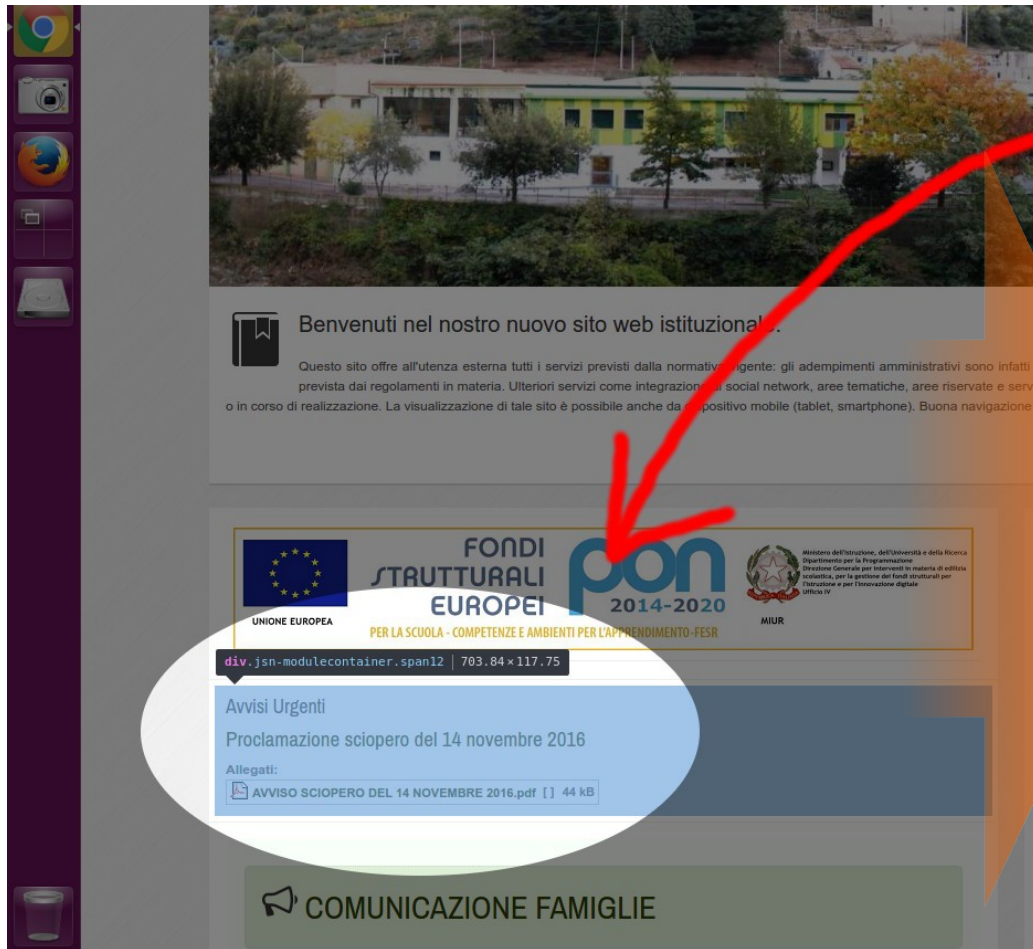 Benvenuti nel nostro nuovo sito web istituzionale.
Questo sito offre all'utenza esterna tutti i servizi previsti dalla normativa vigente: gli adempimenti amministrativi sono infatti
prevista dai regolamenti in materia. Ulteriori servizi come integrazione social network, aree tematiche, aree riservate e serv
o in corso di realizzazione. La visualizzazione di tale sito è possibile anche da dispositivo mobile (tablet, smartphone). Buona navigazione
UNIONE EUROPEA
FONDI
STRUTTURALI
EUROPEI
pon
2014-2020
PER LA SCUOLA - COMPETENZE E AMBIENTI PER L'APPRENDIMENTO-FESR
Ministero dell'Istruzione, dell'Università e della Ricerca
Dipartimento per la Programmazione
Direzione Generale per interventi in materia di edilizia
scolastica, per la gestione dei fondi strutturali per
l'istruzione e per l'innovazione digitale
Ufficio IV
MIUR
div.jsn-modulecontainer.span12 | 703.84×117.75
Avvisi Urgenti
Proclamazione sciopero del 14 novembre 2016
Allegati:
AVVISO SCIOPERO DEL 14 NOVEMBRE 2016.pdf [ ] 44 kB
COMUNICAZIONE FAMIGLIE